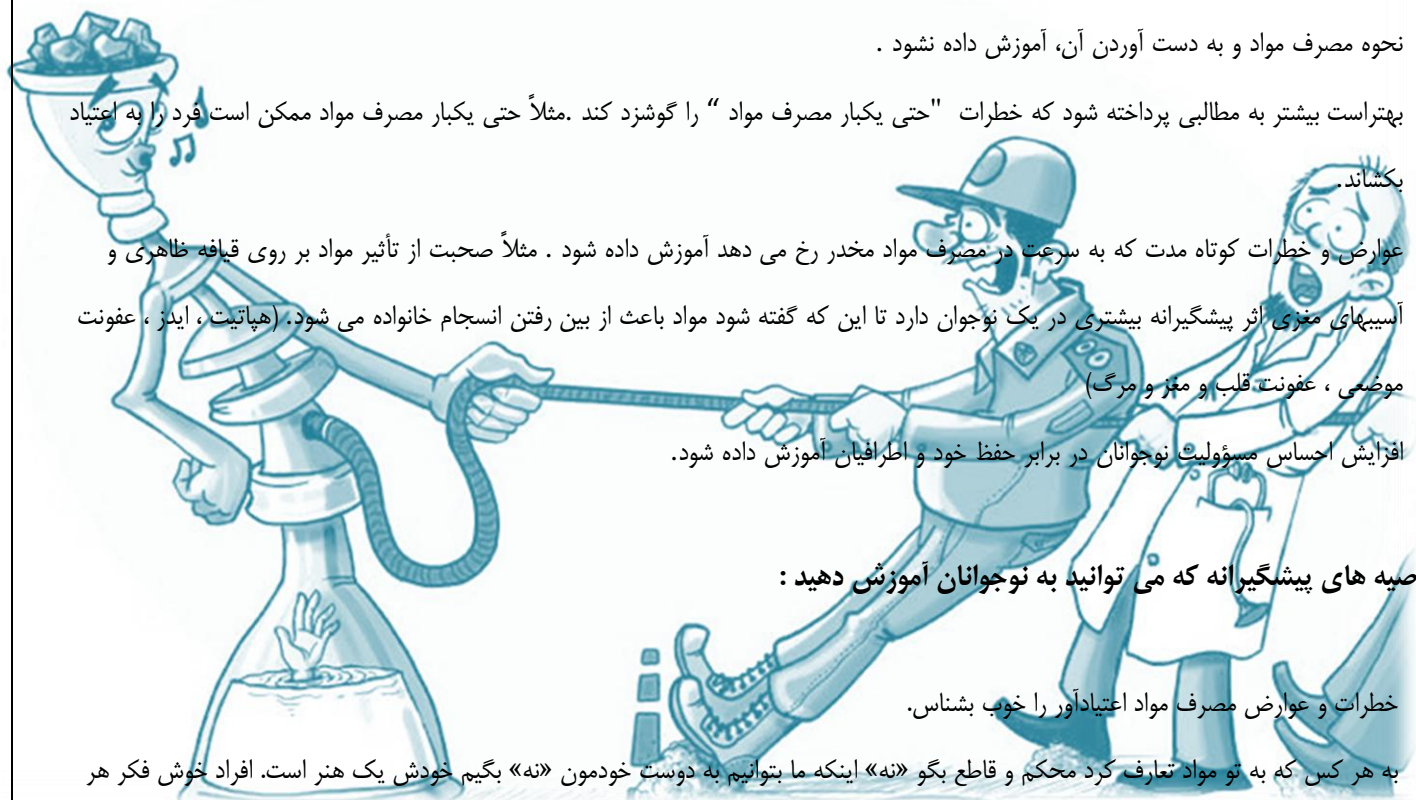 نحوه مصرف مواد و به دست آوردن آن، آموزش داده نشود .
بهتراست بیشتر به مطالبی پرداخته شود که خطرات "حتی یکبار مصرف مواد “ را گوشزد کند .مثلاً حتی یکبار مصرف مواد ممکن است فرد را به اعتیاد
بکشاند.
عوارض و خطرات کوتاه مدت که به سرعت در مصرف مواد مخدر رخ می دهد آموزش داده شود . مثلاً صحبت از تأثیر مواد بر روی قیافه ظاهری و
آسیبهای مغزی اثر پیشگیرانه بیشتری در یک نوجوان دارد تا این که گفته شود مواد باعث از بین رفتن انسجام خانواده می شود. (هپاتیت ، ایدز ، عفونت
موضعی ، عفونت قلب و مغز و مرگ)
افزایش احساس مسؤولیت نوجوانان در برابر حفظ خود و اطرافیان آموزش داده شود.
صیه های پیشگیرانه که می توانید به نوجوانان آموزش دهید :
خطرات و عوارض مصرف مواد اعتیادآور را خوب بشناس.
به هر کس که به تو مواد تعارف کرد محکم و قاطع بگو «نه» اینکه ما بتوانیم به دوست خودمون «نه» بگیم خودش یک هنر است. افراد خوش فکر هر